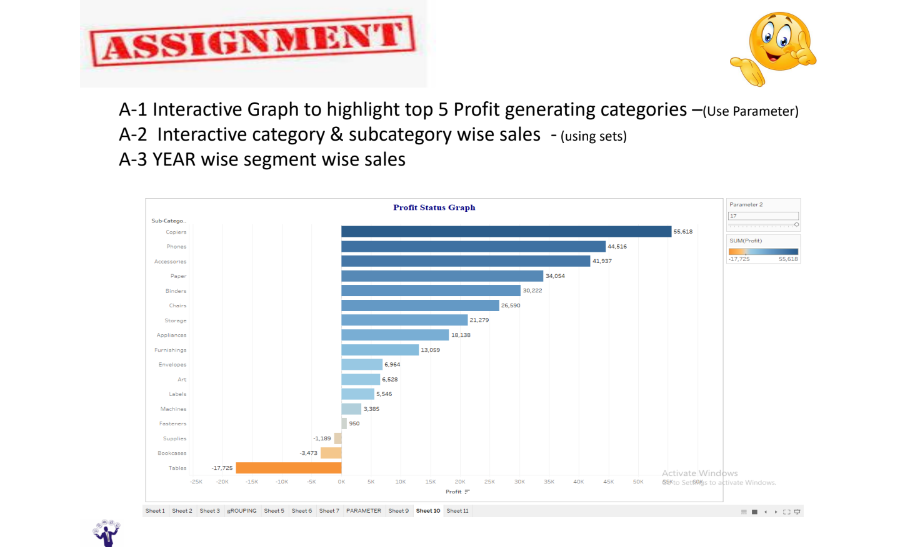 ASSIGNMENT
A-1 Interactive Graph to highlight top 5 Profit generating categories –(Use Parameter)
A-2 Interactive category & subcategory wise sales - (using sets)
A-3 YEAR wise segment wise sales
Profit Status Graph
Sub-Catego..
Copiers 55,618
Phones 44,516
Accessories 41,937
Paper 34,054
Binders 30,222
Chairs 26,590
Storage 21,279
Appliances 18,138
Furnishings 13,059
Envelopes 6,964
Art 6,528
Labels 5,546
Machines 3,385
Fasteners 950
Supplies -1,189
Bookcases -3,473
Tables -17,725
-25K -20K -15K -10K -5K 0K 5K 10K 15K 20K 25K 30K 35K 40K 45K 50K
Profit
Parameter 2
17
SUM(Profit)
-17,725 55,618
Activate Windows
to activate Windows.
Sheet 1 Sheet 2 Sheet 3 gROUPING Sheet 5 Sheet 6 Sheet 7 PARAMETER Sheet 9 Sheet 10 Sheet 11